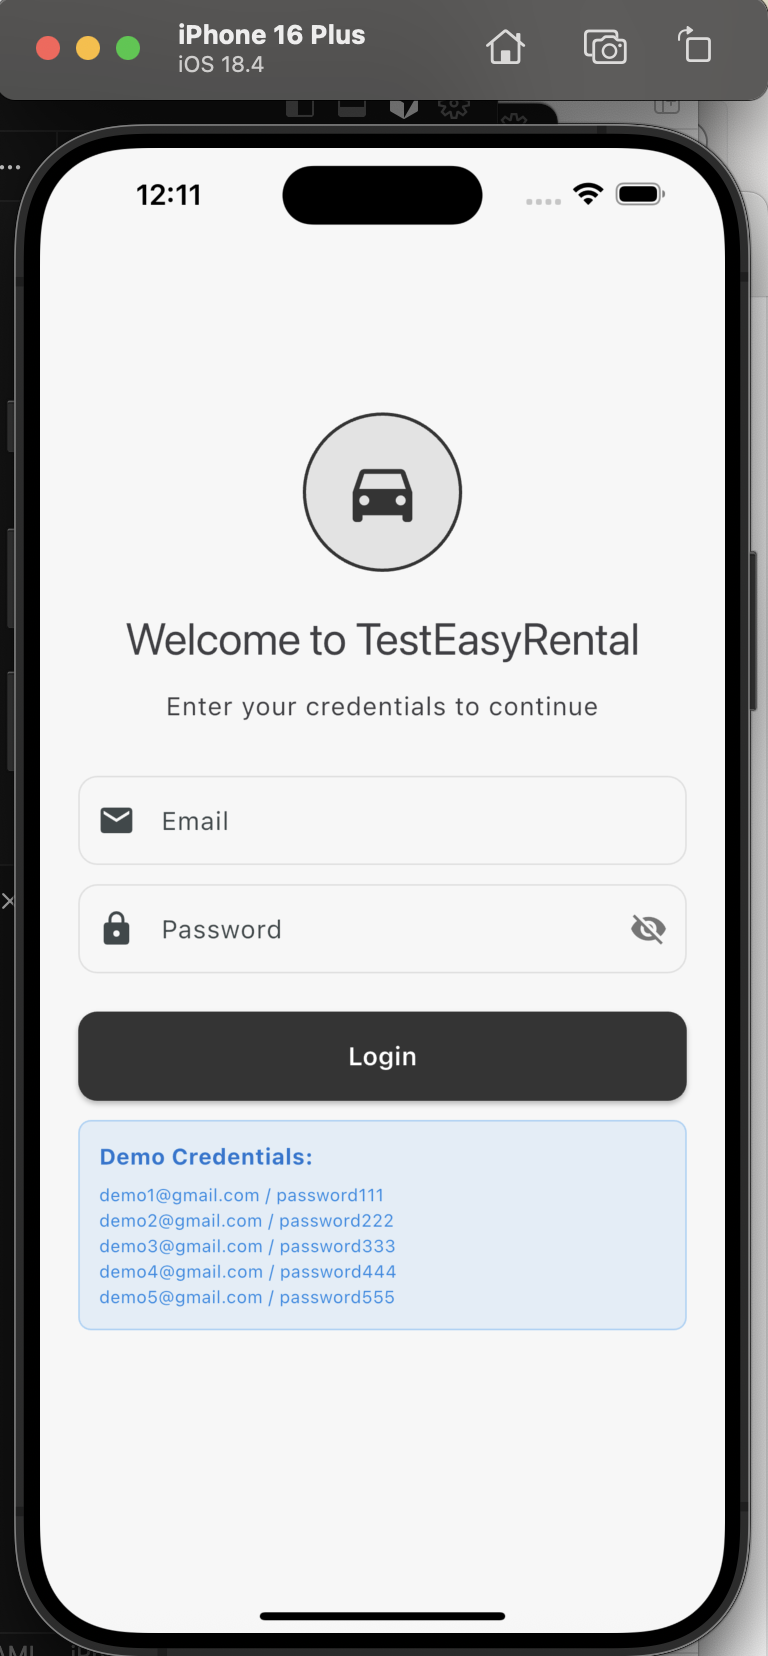 iPhone 16 Plus
iOS 18.4
12:11
Welcome to TestEasyRental
Enter your credentials to continue
Email
Password
Login
Demo Credentials:
demo1@gmail.com / password111
demo2@gmail.com / password222
demo3@gmail.com / password333
demo4@gmail.com / password444
demo5@gmail.com / password555